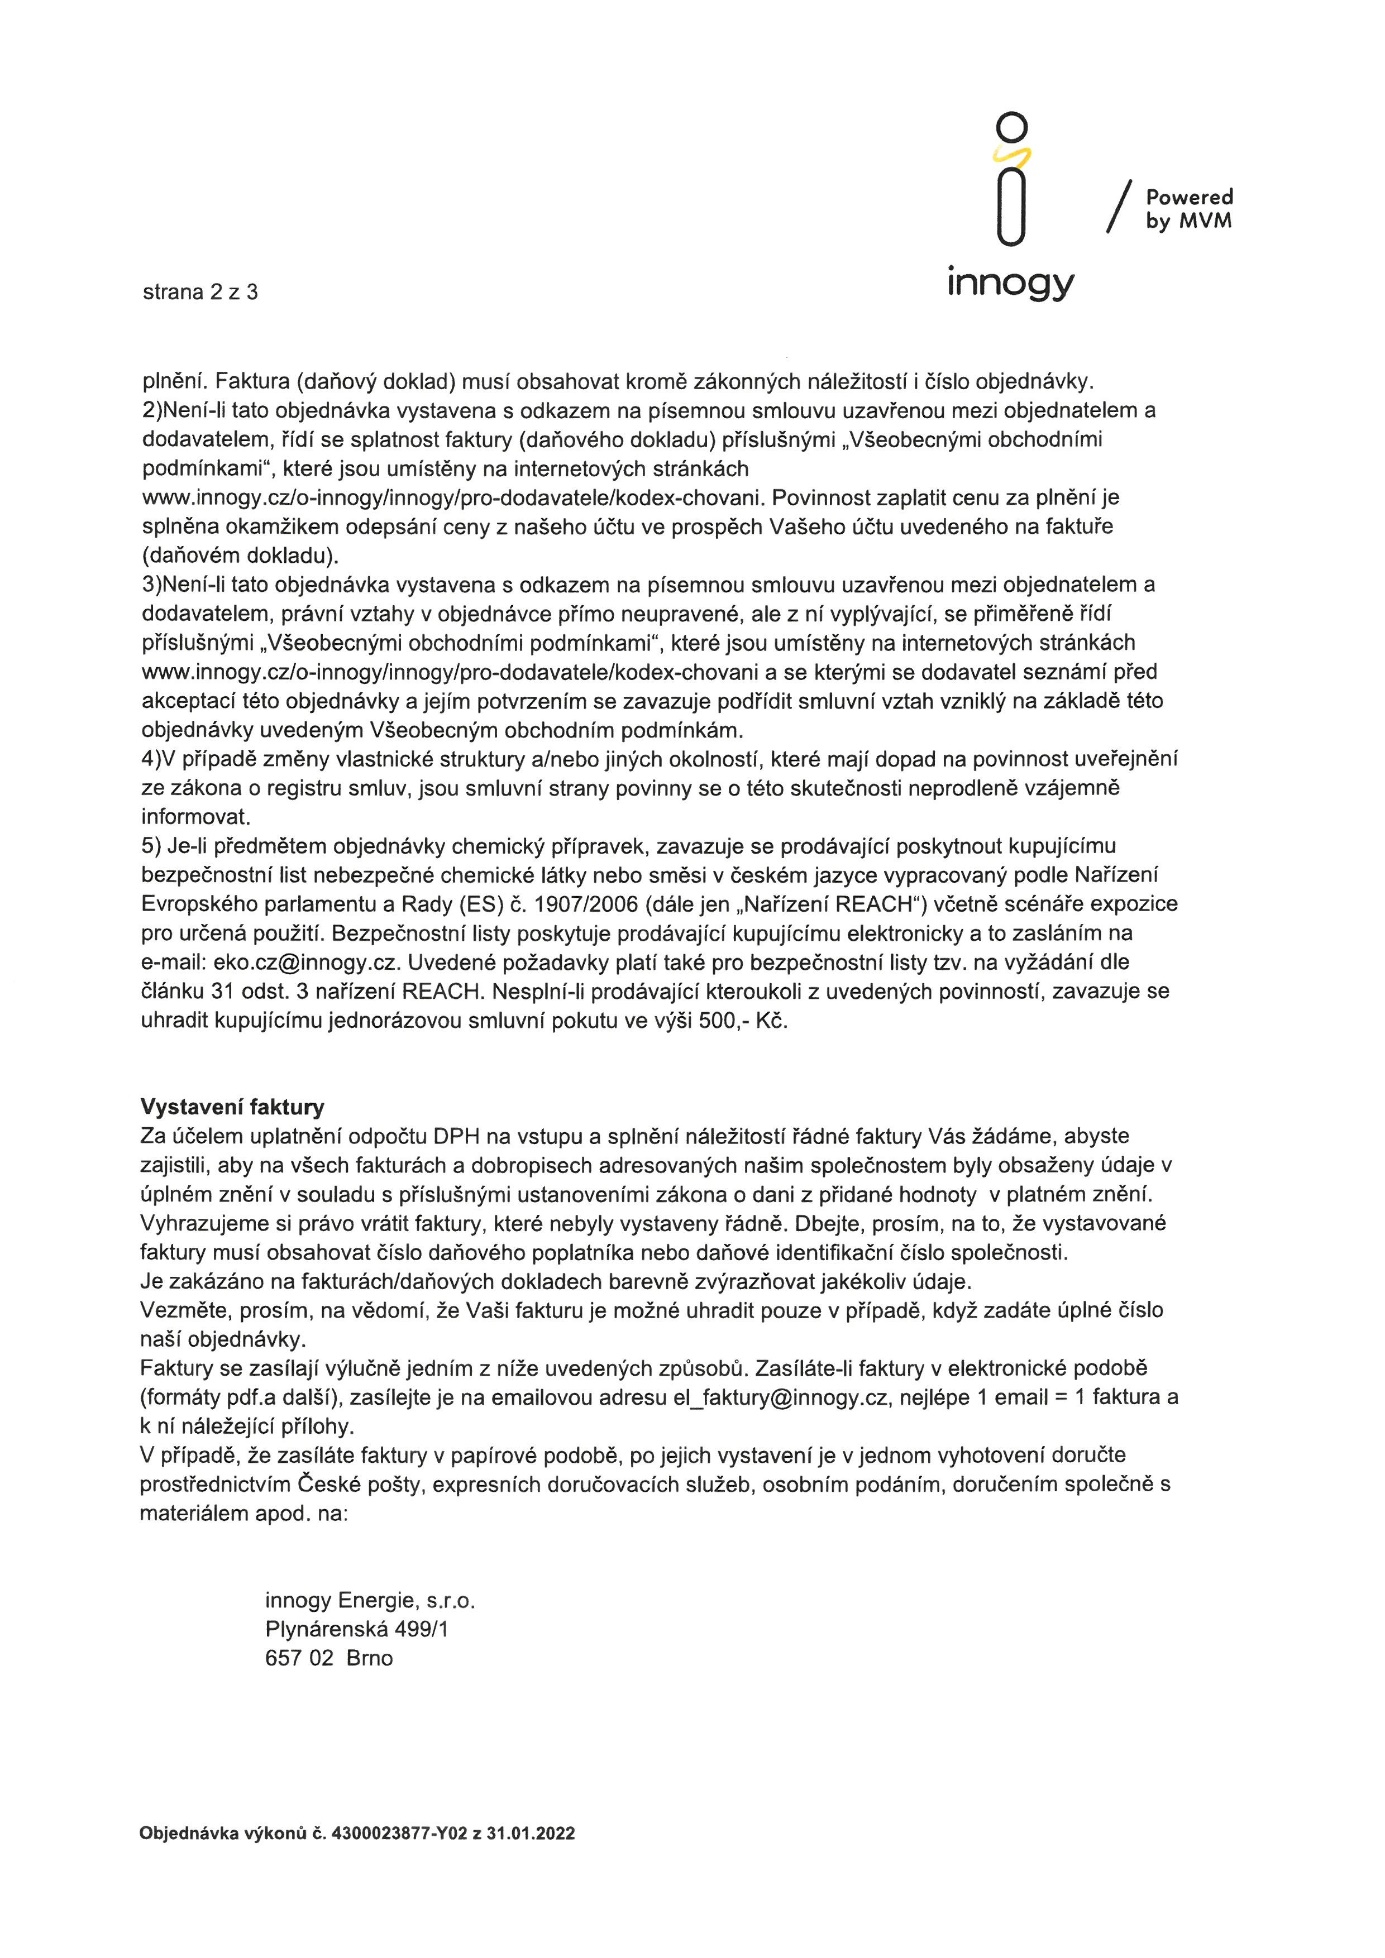 Powered
by MVM
innogy
strana 2 z 3
plnění. Faktura (daňový doklad) musí obsahovat kromě zákonných náležitostí i číslo objednávky.
2)Není-li tato objednávka vystavena s odkazem na písemnou smlouvu uzavřenou mezi objednatelem a
dodavatelem, řídí se splatnost faktury (daňového dokladu) příslušnými „Všeobecnými obchodními
podmínkami“, které jsou umístěny na internetových stránkách
www.innogy.cz/o-innogy/innogy/pro-dodavatele/kodex-chovani. Povinnost zaplatit cenu za plnění je
splněna okamžikem odepsání ceny z našeho účtu ve prospěch Vašeho účtu uvedeného na faktuře
(daňovém dokladu).
3)Není-li tato objednávka vystavena s odkazem na písemnou smlouvu uzavřenou mezi objednatelem a
dodavatelem, právní vztahy v objednávce přímo neupravené, ale z ní vyplývající, se přiměřeně řídí
příslušnými „Všeobecnými obchodními podmínkami“, které jsou umístěny na internetových stránkách
www.innogy.cz/o-innogy/innogy/pro-dodavatele/kodex-chovani a se kterými se dodavatel seznámí před
akceptací této objednávky a jejím potvrzením se zavazuje podřídit smluvní vztah vzniklý na základě této
objednávky uvedeným Všeobecným obchodním podmínkám.
4)V případě změny vlastnické struktury a/nebo jiných okolností, které mají dopad na povinnost uveřejnění
ze zákona o registru smluv, jsou smluvní strany povinny se o této skutečnosti neprodleně vzájemně
informovat.
5) Je-li předmětem objednávky chemický přípravek, zavazuje se prodávající poskytnout kupujícímu
bezpečnostní list nebezpečné chemické látky nebo směsi v českém jazyce vypracovaný podle Nařízení
Evropského parlamentu a Rady (ES) č. 1907/2006 (dále jen „Nařízení REACH“) včetně scénáře expozice
pro určená použití. Bezpečnostní listy poskytuje prodávající kupujícímu elektronicky a to zasláním na
e-mail: eko.cz@innogy.cz. Uvedené požadavky platí také pro bezpečnostní listy tzv. na vyžádání dle
článku 31 odst. 3 nařízení REACH. Nesplní-li prodávající kteroukoli z uvedených povinností, zavazuje se
uhradit kupujícímu jednorázovou smluvní pokutu ve výši 500,- Kč.
Vystavení faktury
Za účelem uplatnění odpočtu DPH na vstupu a splnění náležitostí řádné faktury Vás žádáme, abyste
zajistili, aby na všech fakturách a dobropisech adresovaných našim společnostem byly obsaženy údaje v
úplném znění v souladu s příslušnými ustanoveními zákona o dani z přidané hodnoty  v platném znění.
Vyhrazujeme si právo vrátit faktury, které nebyly vystaveny řádně. Dbejte, prosím, na to, že vystavované
faktury musí obsahovat číslo daňového poplatníka nebo daňové identifikační číslo společnosti.
Je zakázáno na fakturách/daňových dokladech barevně zvýrazňovat jakékoliv údaje.
Vezměte, prosím, na vědomí, že Vaši fakturu je možné uhradit pouze v případě, když zadáte úplné číslo
naší objednávky.
Faktury se zasílají výlučně jedním z níže uvedených způsobů. Zasíláte-li faktury v elektronické podobě
(formáty pdf.a další), zasílejte je na emailovou adresu el_faktury@innogy.cz, nejlépe 1 email = 1 faktura a
k ní náležející přílohy.
V případě, že zasíláte faktury v papírové podobě, po jejich vystavení je v jednom vyhotovení doručte
prostřednictvím České pošty, expresních doručovacích služeb, osobním podáním, doručením společně s
materiálem apod. na:
innogy Energie, s.r.o.
Plynárenská 499/1
657 02  Brno
Objednávka výkonů č. 4300023877-Y02 z 31.01.2022